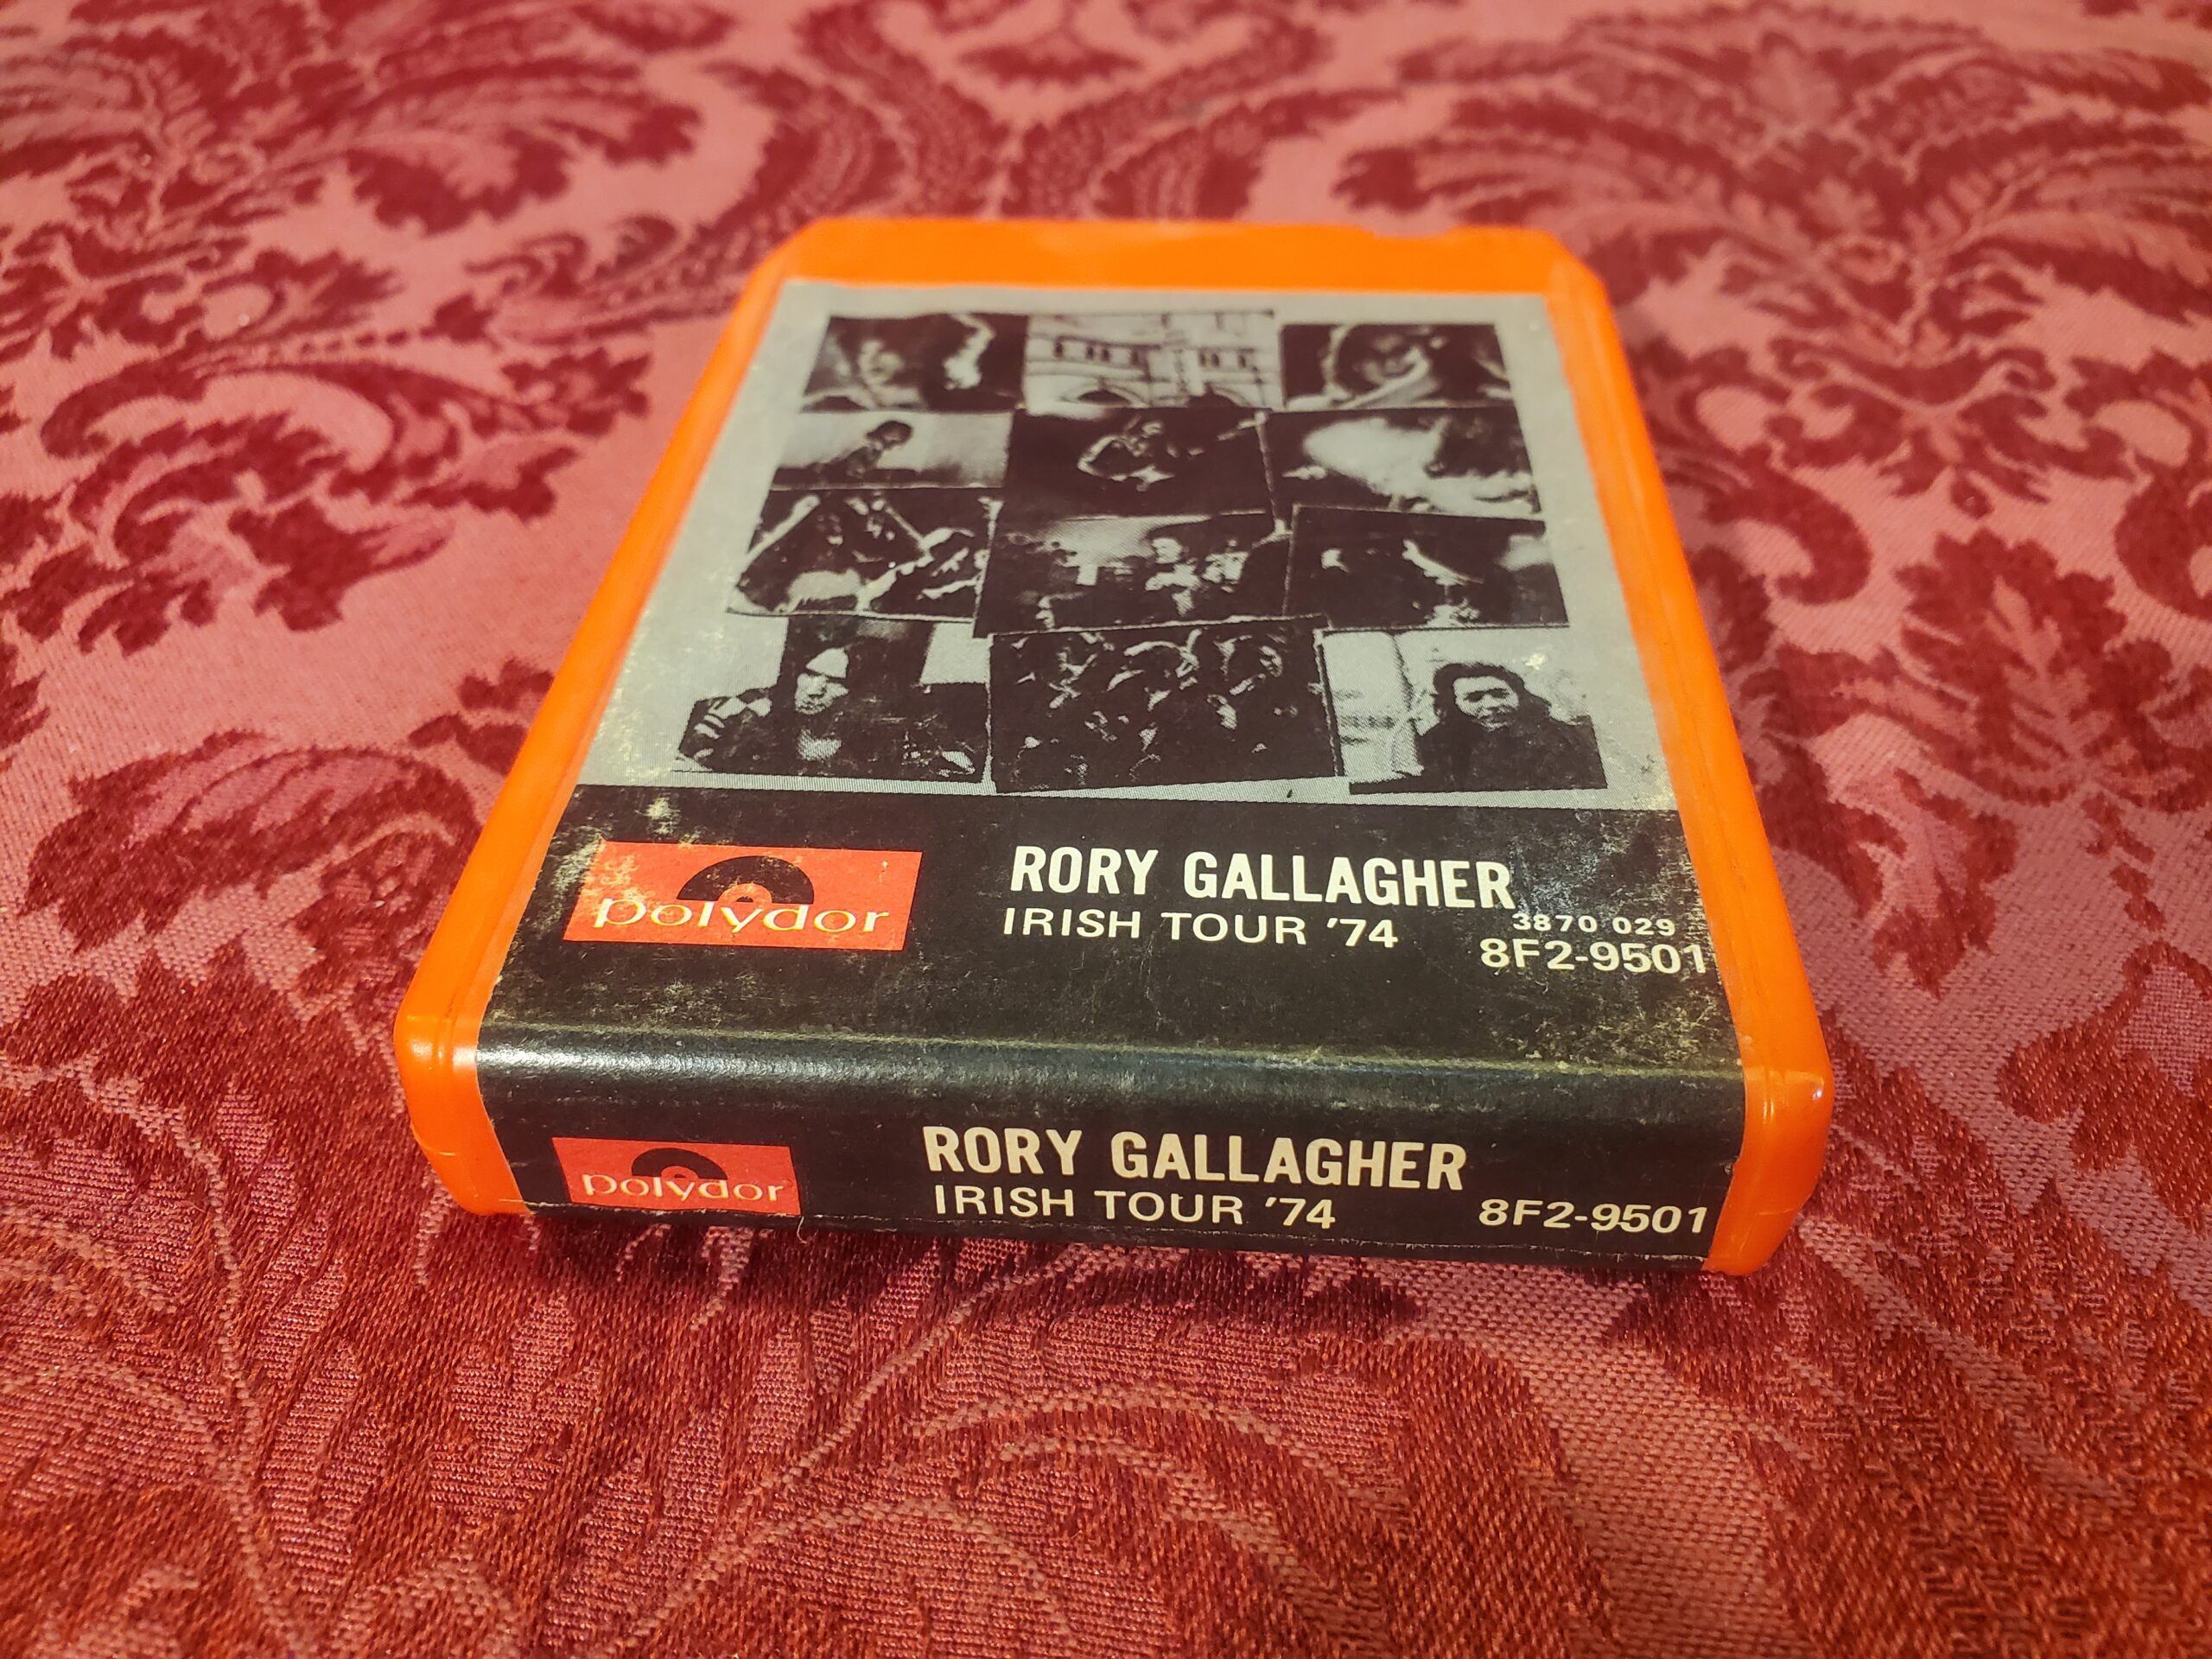 polydor
RORY GALLAGHER
IRISH TOUR '74
3870 029
8F2-9501
polydor
RORY GALLAGHER
IRISH TOUR '74
8F2-9501